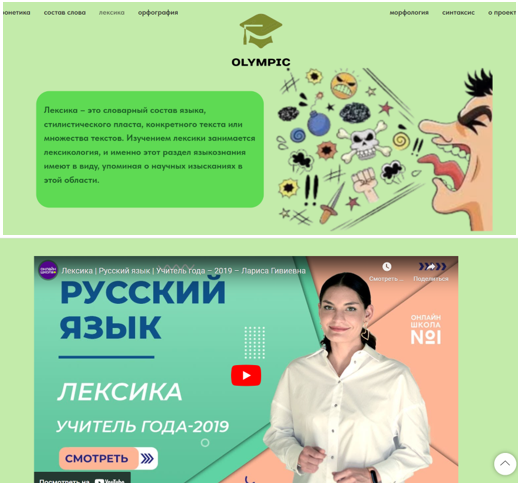 состав слова
лексика
орфография
OLYMPIC
морфология
синтаксис
Лексика – это словарный состав языка,
стилистического пласта, конкретного текста или
множества текстов. Изучением лексики занимается
лексикология, и именно этот раздел языкознания
имеют в виду, упоминая о научных изысканиях в
этой области.
!!
!!
Лексика | Русский язык | Учитель года – 2019 – Лариса Гивиевна
Смотреть ...
Поделиться
РУССКИЙ
ЯЗЫК
ОНЛАЙН
ШКОЛА
№1
ЛЕКСИКА
УЧИТЕЛЬ ГОДА-2019
СМОТРЕТЬ
Посмотреть на YouTube